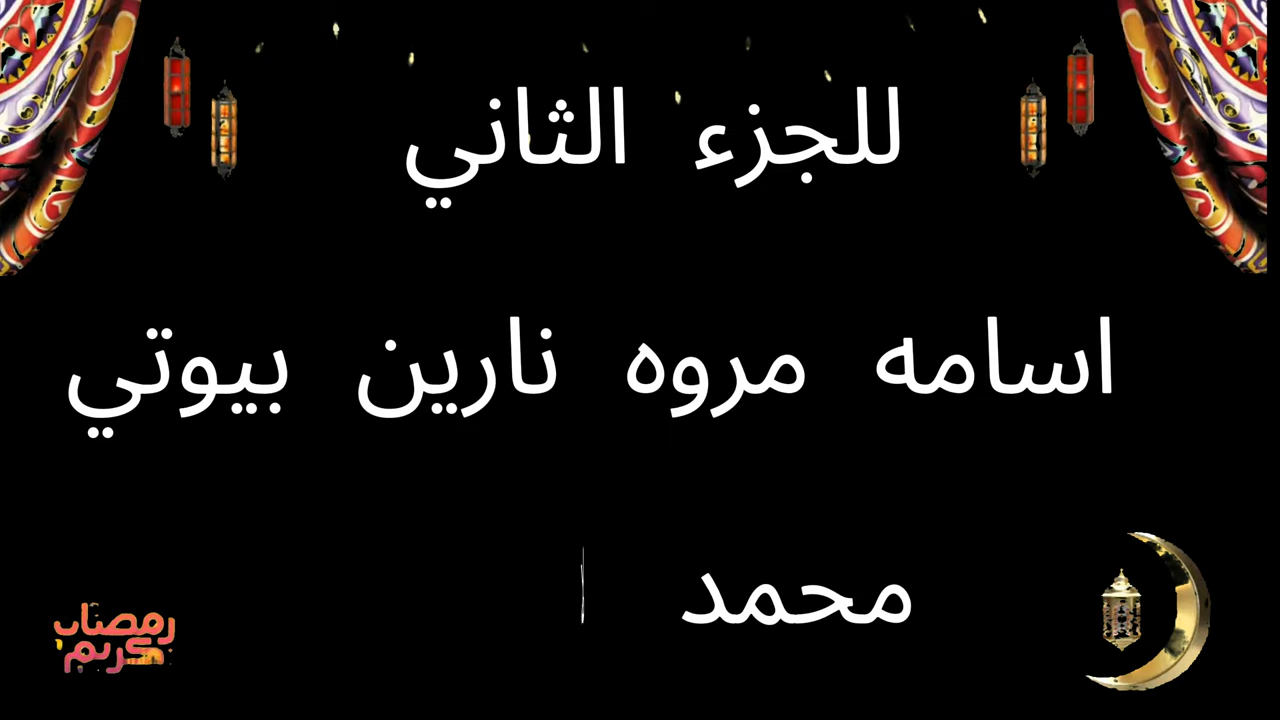 للجزء الثاني
اسامه مروه نارين بيوتي
محمد
رمضان
كريم